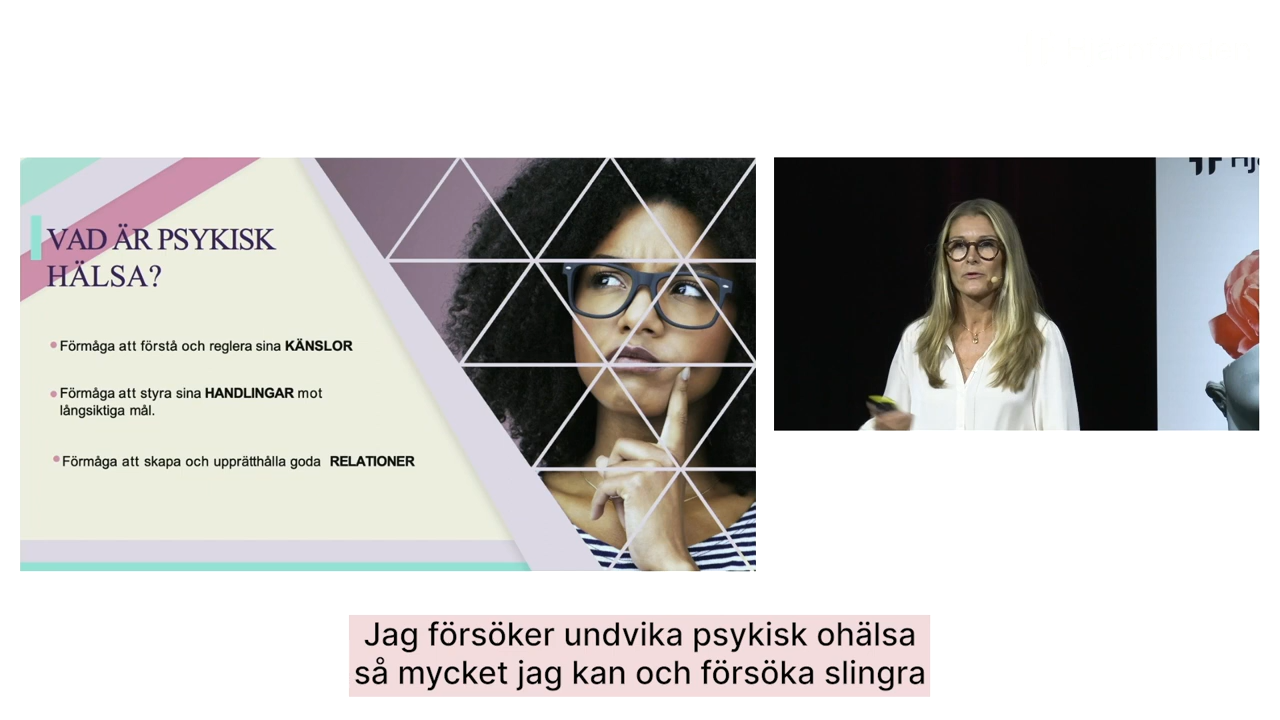 VAD ÄR PSYKISK
HÄLSA?
Förmåga att förstå och reglera sina KÄNSLOR
Förmåga att styra sina HANDLINGAR mot
långsiktiga mål.
Förmåga att skapa och upprätthålla goda RELATIONER
Jag försöker undvika psykisk ohälsa
så mycket jag kan och försöka slingra